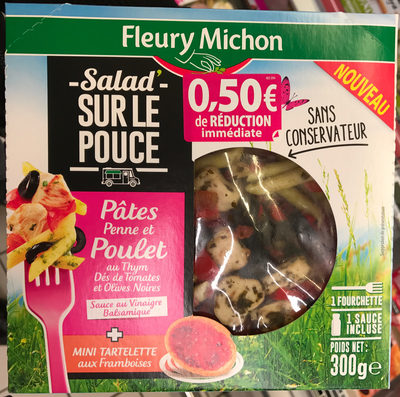 Fleury Michon
Salad'
SUR LE
POUCE
0,50€
de RÉDUCTION
immédiate
NOUVEAU
SANS
CONSERVATEUR
Pâtes
Penne et
Poulet
au Thym
Dés de Tomates
et Olives Noires
Sauce au Vinaigre
Balsamique
+
MINI TARTELETTE
aux Framboises
1 FOURCHETTE
1 SAUCE
INCLUSE
POIDS NET:
300g e